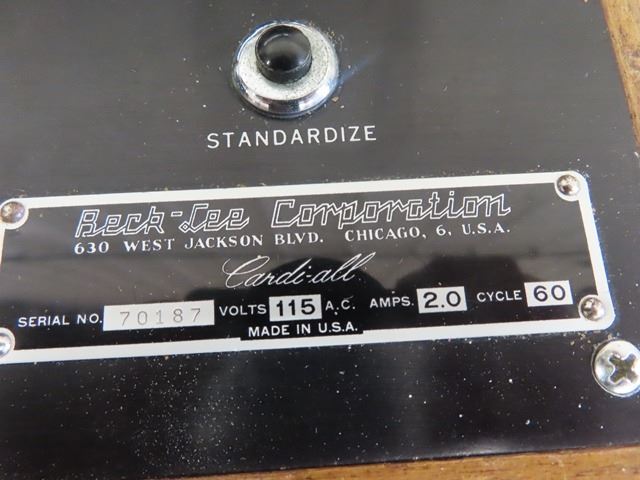 STANDARDIZE
Beck-Lee Corporation
630 WEST JACKSON BLVD. CHICAGO, 6, U.S.A.
Cardi-all
SERIAL NO. 70187 VOLTS 115 A.C. AMPS. 2.0 CYCLE 60
MADE IN U.S.A.